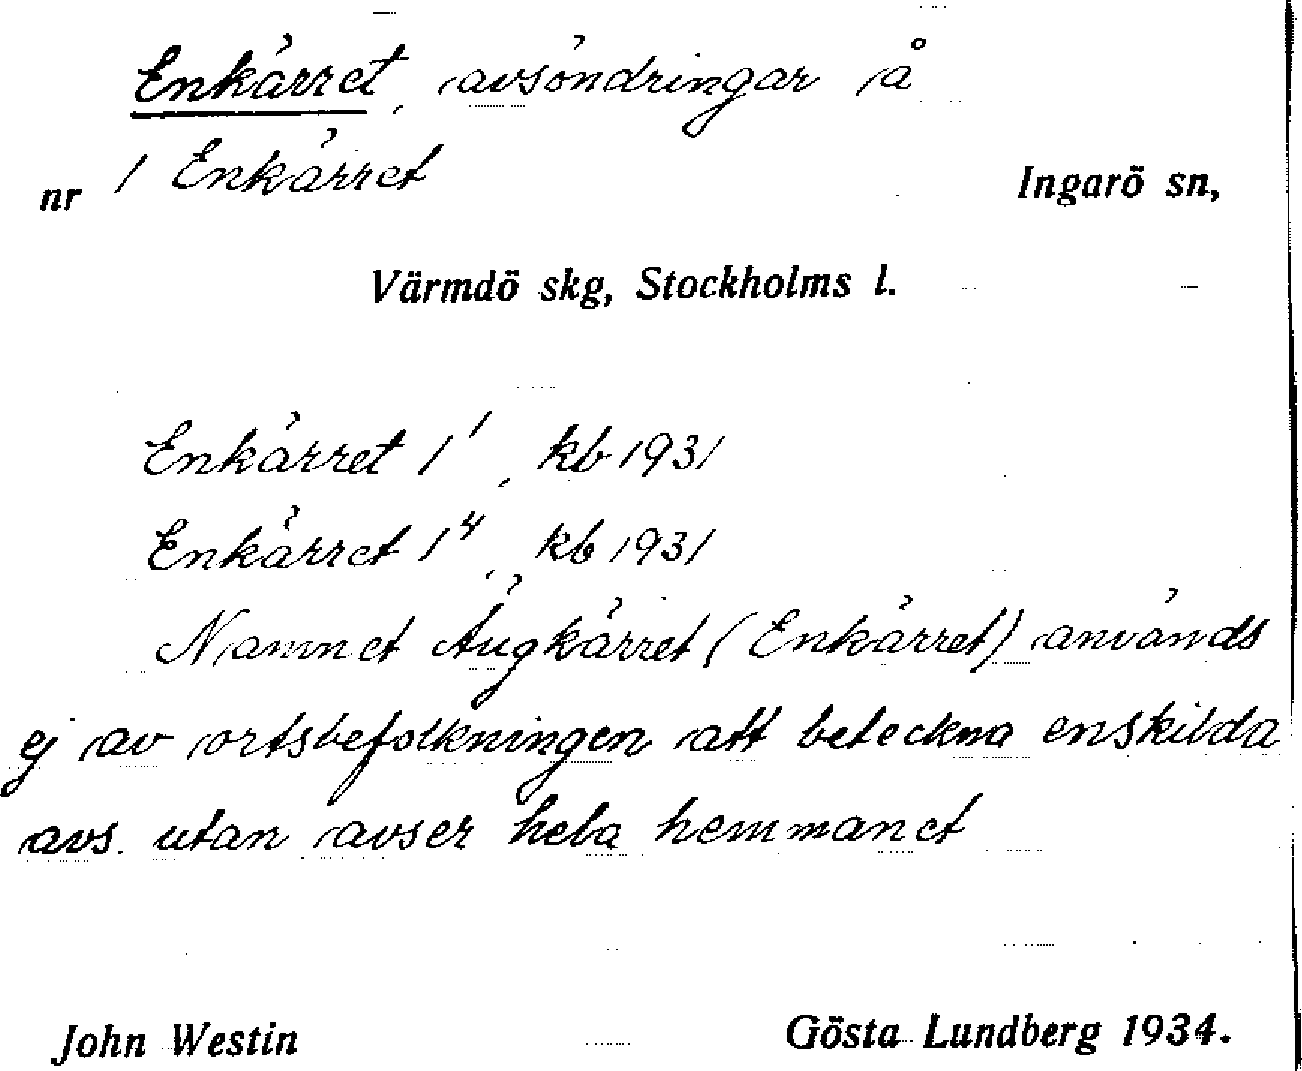 Enkärret, avsöndringar å
nr 1 Enkärret Ingarö sn,
Värmdö skg, Stockholms l.
Enkärret 1¹, kb 1931
Enkärret 1⁴, kb 1931
Namnet Ängkärret (Enkärret) används
ej av ortsbefolkningen att beteckna enskilda
avs. utan avser hela hemmanet
John Westin Gösta Lundberg 1934.